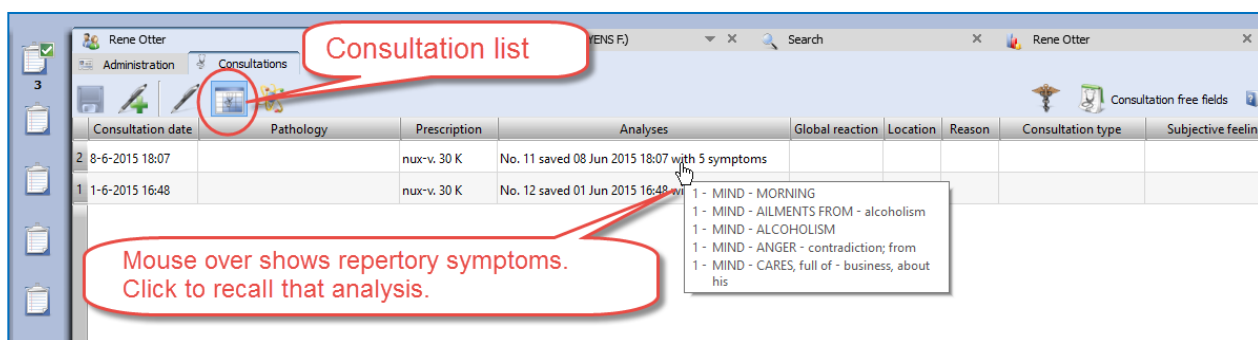 Rene Otter
YENS F.)
Search
Rene Otter
Consultation list
Administration
Consultations
3
Consultation free fields
Consultation date Pathology Prescription Analyses Global reaction Location Reason Consultation type Subjective feelin
2 8-6-2015 18:07 nux-v. 30 K No. 11 saved 08 Jun 2015 18:07 with 5 symptoms
1 1-6-2015 16:48 nux-v. 30 K No. 12 saved 01 Jun 2015 16:48 wi
1 - MIND - MORNING
1 - MIND - AILMENTS FROM - alcoholism
1 - MIND - ALCOHOLISM
1 - MIND - ANGER - contradiction; from
1 - MIND - CARES, full of - business, about
his
Mouse over shows repertory symptoms.
Click to recall that analysis.